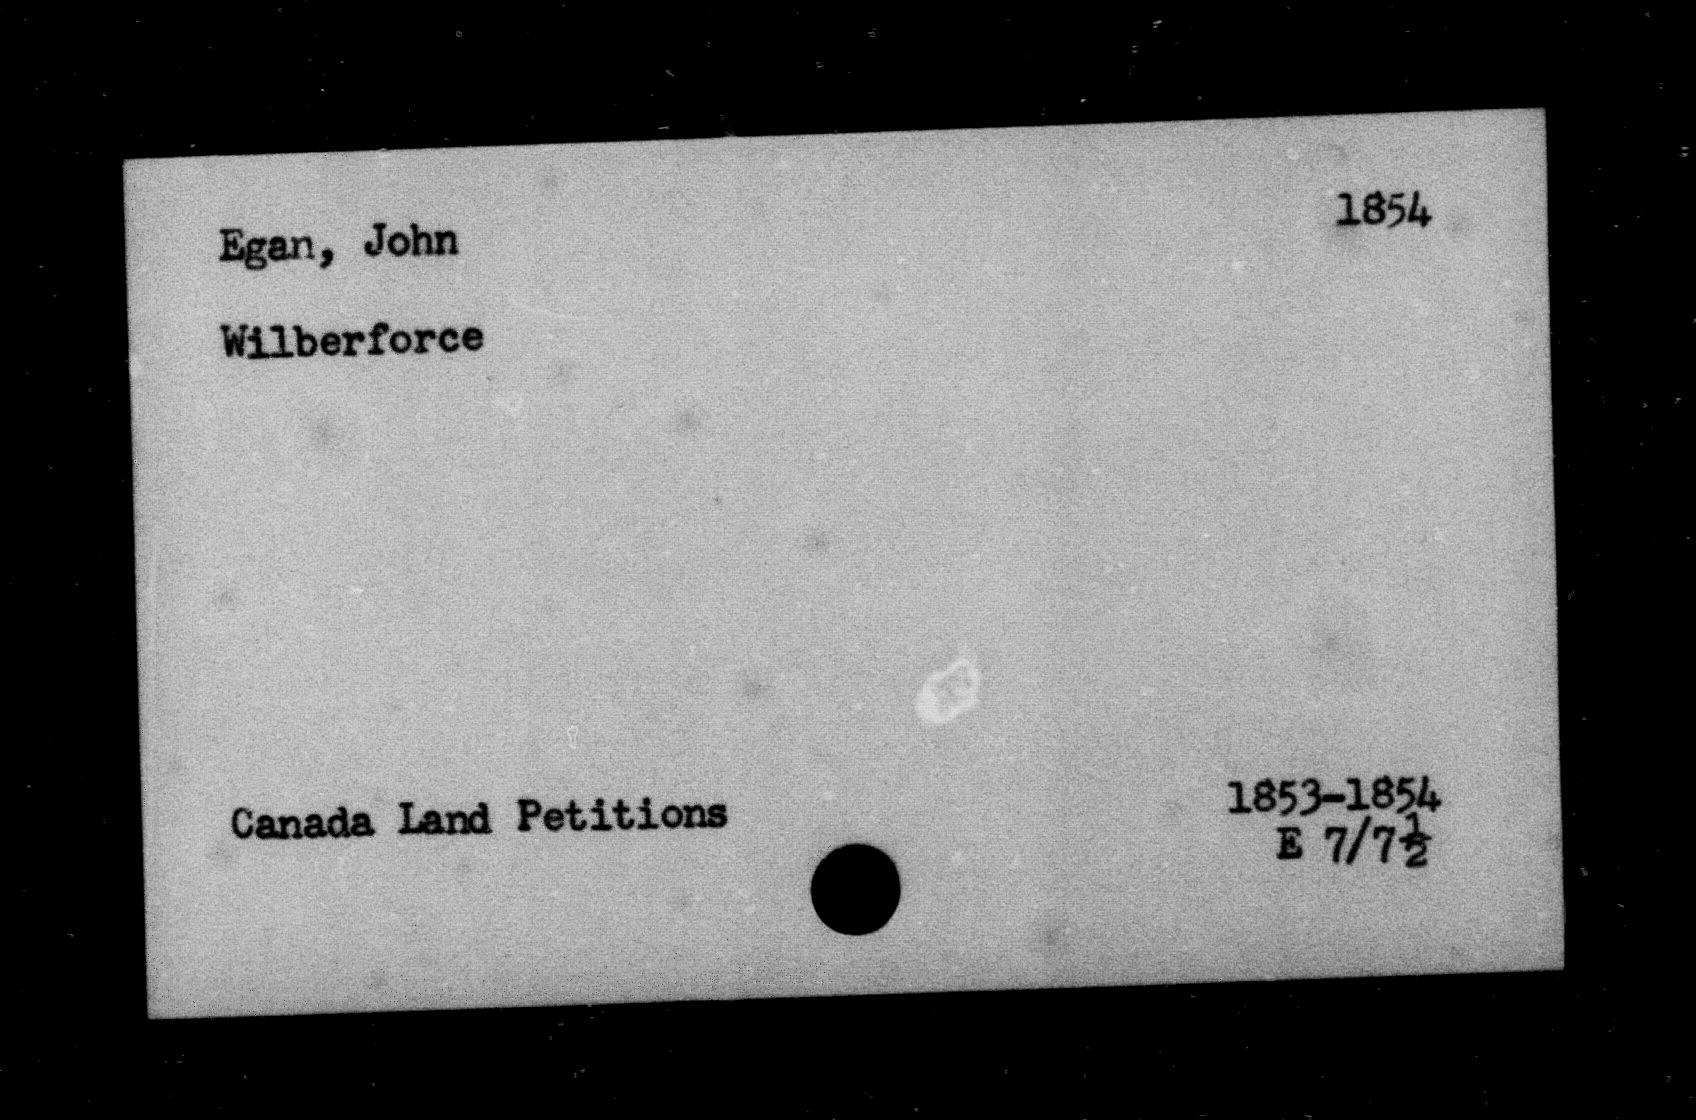 Egan, John 1854
Wilberforce
Canada Land Petitions 1853-1854
E 7/7½